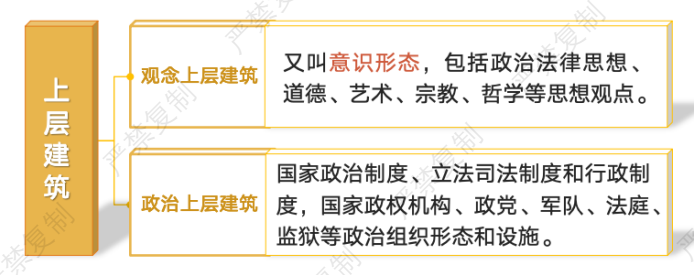 上层建筑
观念上层建筑
又叫意识形态，包括政治法律思想、
道德、艺术、宗教、哲学等思想观点。
政治上层建筑
国家政治制度、立法司法制度和行政制
度，国家政权机构、政党、军队、法庭、
监狱等政治组织形态和设施。
严禁复制
严禁复制
严禁复制
严禁复制
严禁复制